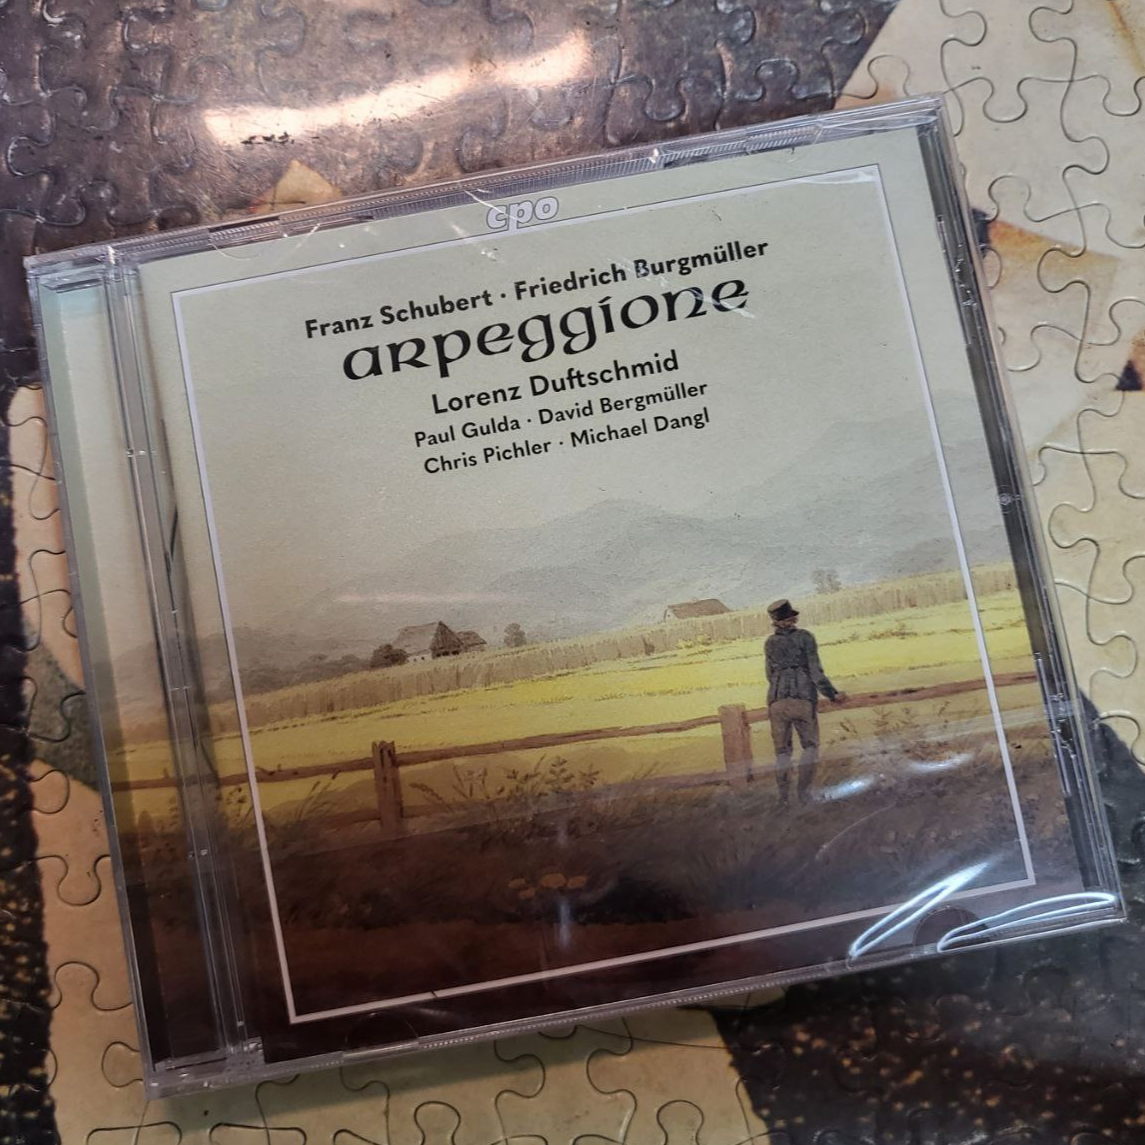 cpo
Franz Schubert · Friedrich Burgmüller
arpeggione
Lorenz Duftschmid
Paul Gulda · David Bergmüller
Chris Pichler · Michael Dangl